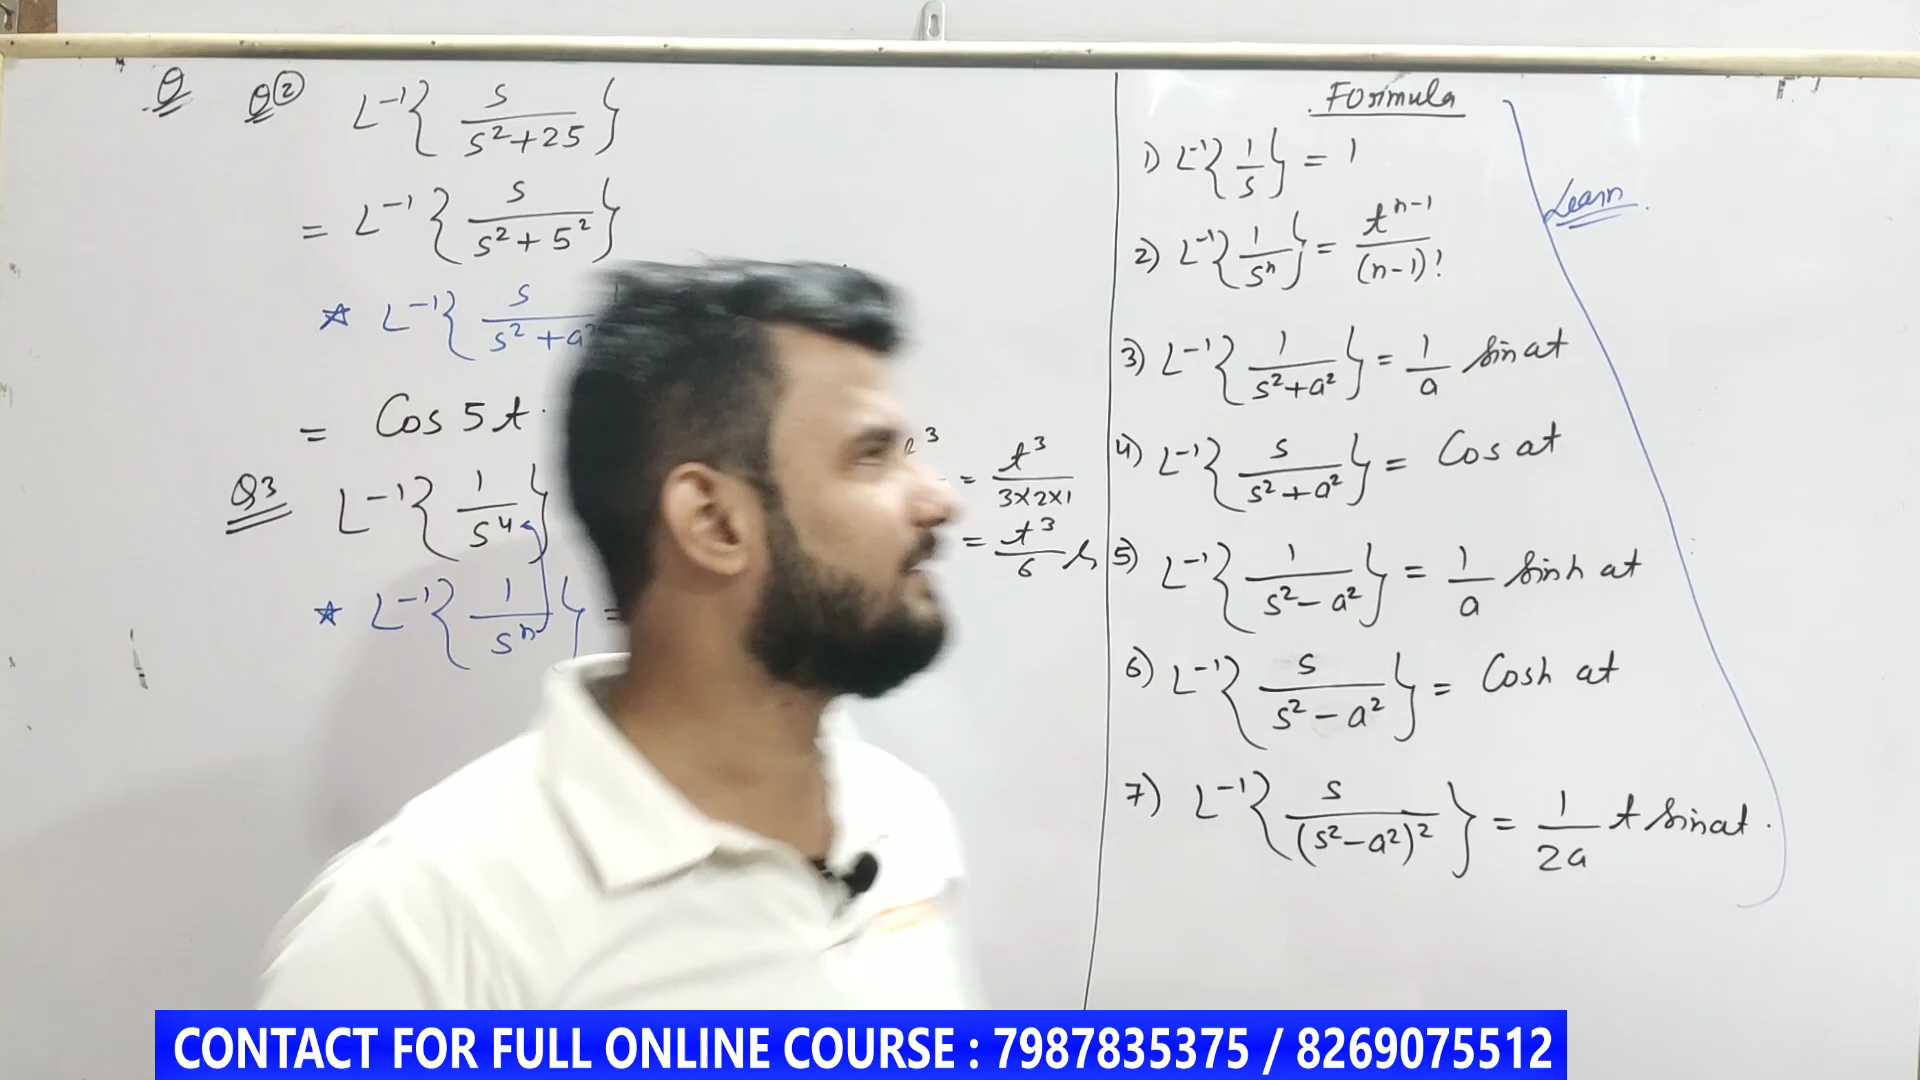 Q Q② L⁻¹{ s / s²+25 }
= L⁻¹{ s / s²+5² }
☆ L⁻¹{ s / s²+a²
= Cos 5t.
Q3 L⁻¹{ 1 / s⁴ }
☆ L⁻¹{ 1 / sⁿ } =
3 = t³ / 3×2×1
= t³ / 6
Formula
Learn
1) L⁻¹{ 1 / s } = 1
2) L⁻¹{ 1 / sⁿ } = tⁿ⁻¹ / (n-1)!
3) L⁻¹{ 1 / s²+a² } = 1/a sin at
4) L⁻¹{ s / s²+a² } = Cos at
5) L⁻¹{ 1 / s²-a² } = 1/a sinh at
6) L⁻¹{ s / s²-a² } = Cosh at
7) L⁻¹{ s / (s²-a²)² } = 1/2a t sin at.
CONTACT FOR FULL ONLINE COURSE : 7987835375 / 8269075512